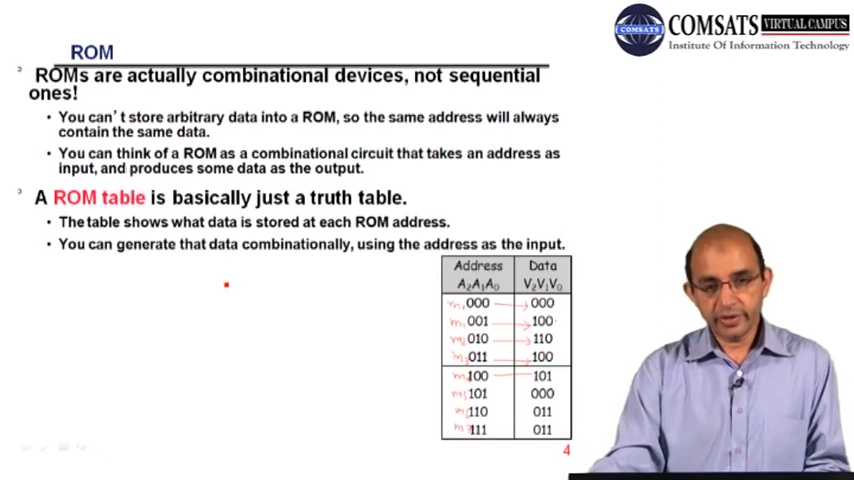 COMSATS VIRTUAL CAMPUS
COMSATS
Institute Of Information Technology
ROM
ROMs are actually combinational devices, not sequential
ones!
• You can't store arbitrary data into a ROM, so the same address will always
contain the same data.
• You can think of a ROM as a combinational circuit that takes an address as
input, and produces some data as the output.
A ROM table is basically just a truth table.
• The table shows what data is stored at each ROM address.
• You can generate that data combinationally, using the address as the input.
Address Data
A₂A₁A₀ V₂V₁V₀
000 000
m₁ 001 100
m₂ 010 110
011 100
100 101
m₅ 101 000
110 011
111 011
4